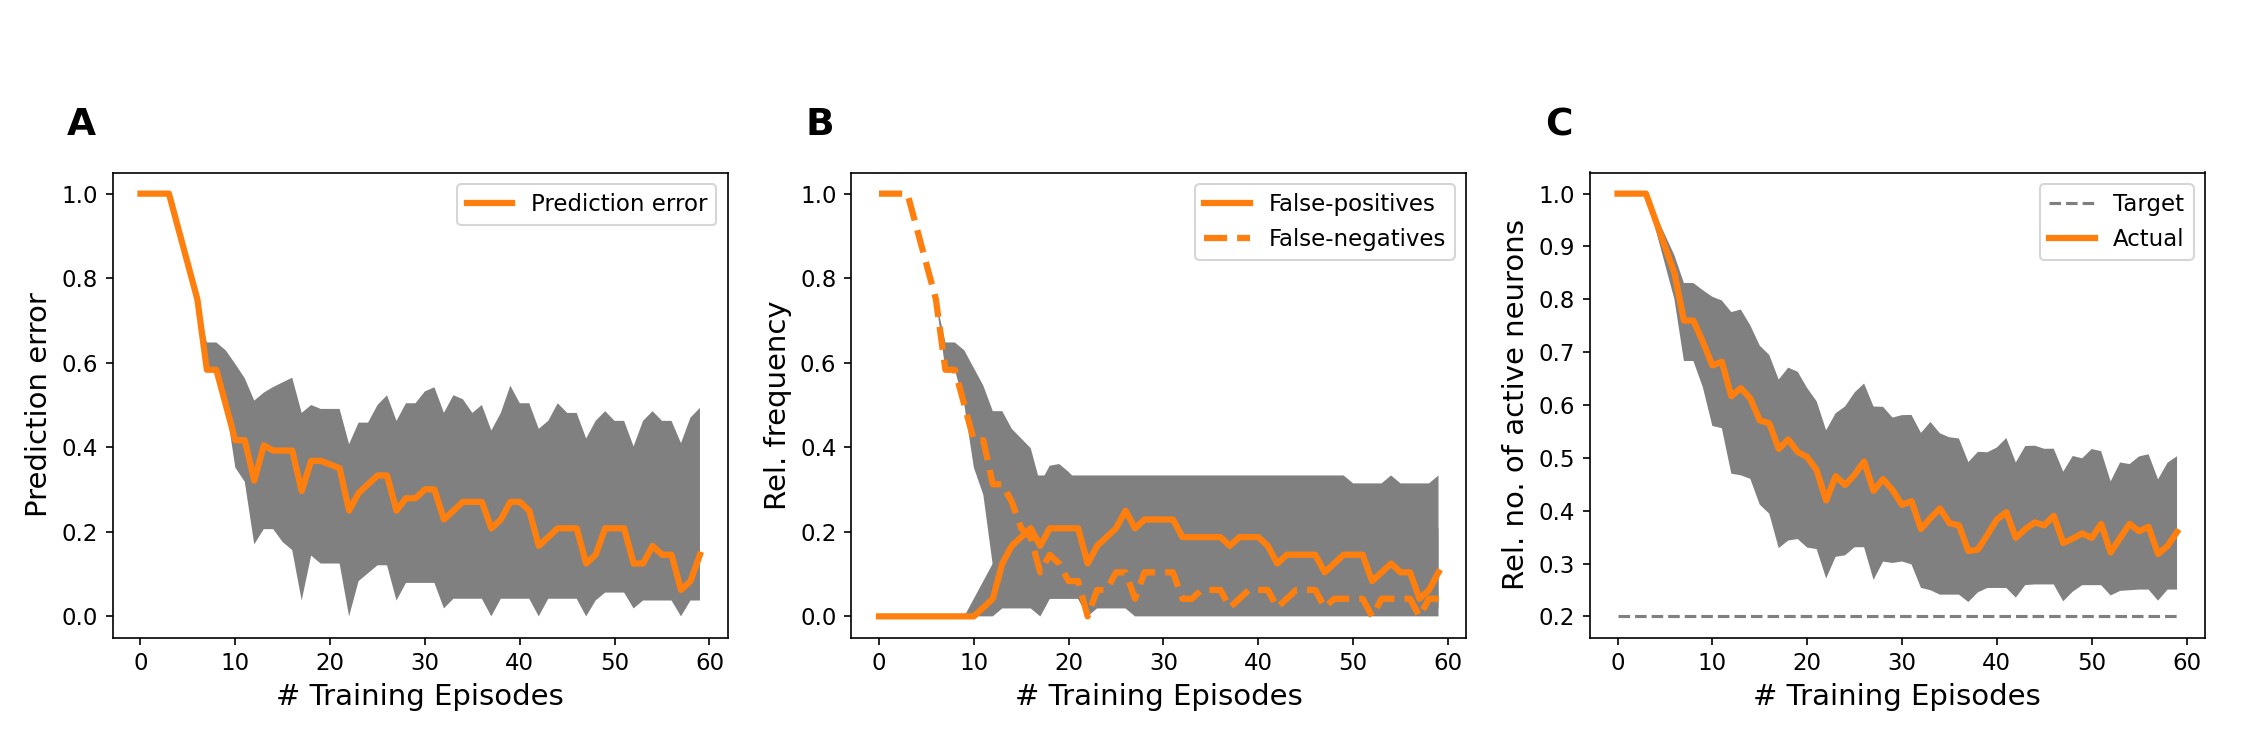 A
B
C
Prediction error
1.0
0.8
0.6
0.4
0.2
0.0
Prediction error
0 10 20 30 40 50 60
# Training Episodes
Rel. frequency
1.0
0.8
0.6
0.4
0.2
0.0
False-positives
False-negatives
0 10 20 30 40 50 60
# Training Episodes
Rel. no. of active neurons
1.0
0.9
0.8
0.7
0.6
0.5
0.4
0.3
0.2
Target
Actual
0 10 20 30 40 50 60
# Training Episodes